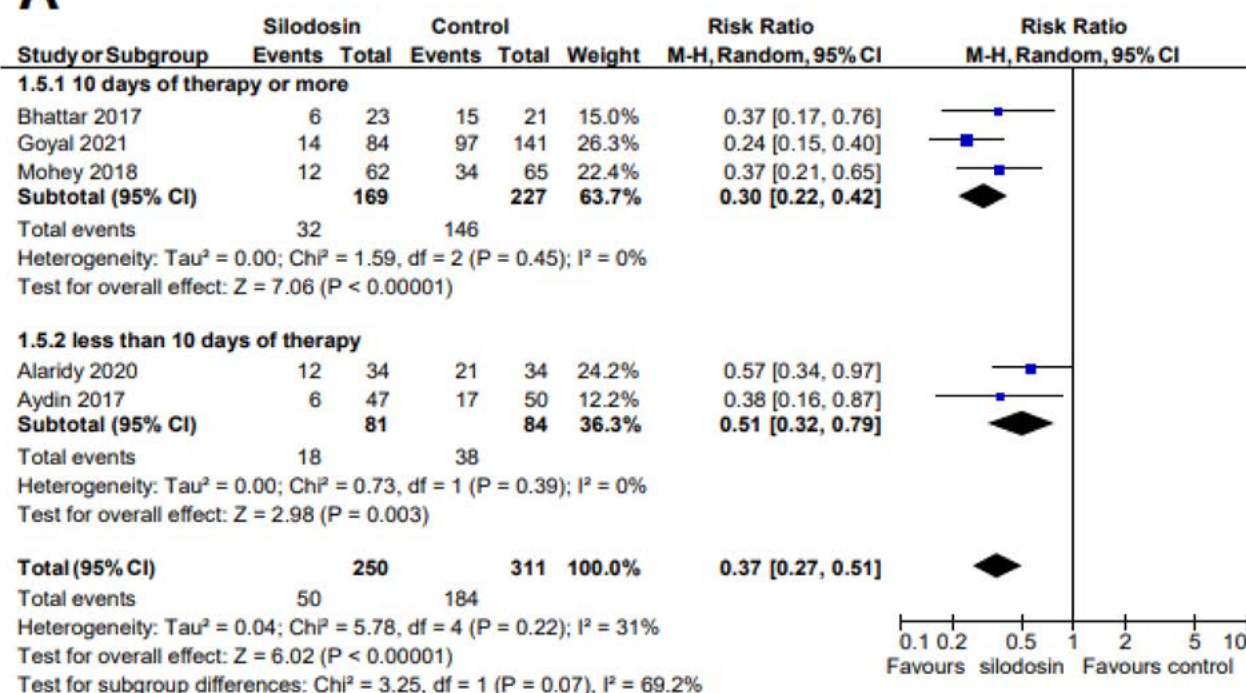 A
Silodosin Control Risk Ratio Risk Ratio
Study or Subgroup Events Total Events Total Weight M-H, Random, 95% CI M-H, Random, 95% CI
1.5.1 10 days of therapy or more
Bhattar 2017 6 23 15 21 15.0% 0.37 [0.17, 0.76]
Goyal 2021 14 84 97 141 26.3% 0.24 [0.15, 0.40]
Mohey 2018 12 62 34 65 22.4% 0.37 [0.21, 0.65]
Subtotal (95% CI) 169 227 63.7% 0.30 [0.22, 0.42]
Total events 32 146
Heterogeneity: Tau² = 0.00; Chi² = 1.59, df = 2 (P = 0.45); I² = 0%
Test for overall effect: Z = 7.06 (P < 0.00001)
1.5.2 less than 10 days of therapy
Alaridy 2020 12 34 21 34 24.2% 0.57 [0.34, 0.97]
Aydin 2017 6 47 17 50 12.2% 0.38 [0.16, 0.87]
Subtotal (95% CI) 81 84 36.3% 0.51 [0.32, 0.79]
Total events 18 38
Heterogeneity: Tau² = 0.00; Chi² = 0.73, df = 1 (P = 0.39); I² = 0%
Test for overall effect: Z = 2.98 (P = 0.003)
Total (95% CI) 250 311 100.0% 0.37 [0.27, 0.51]
Total events 50 184
Heterogeneity: Tau² = 0.04; Chi² = 5.78, df = 4 (P = 0.22); I² = 31%
Test for overall effect: Z = 6.02 (P < 0.00001)
Test for subgroup differences: Chi² = 3.25, df = 1 (P = 0.07), I² = 69.2%
0.1 0.2 0.5 1 2 5 10
Favours silodosin Favours control